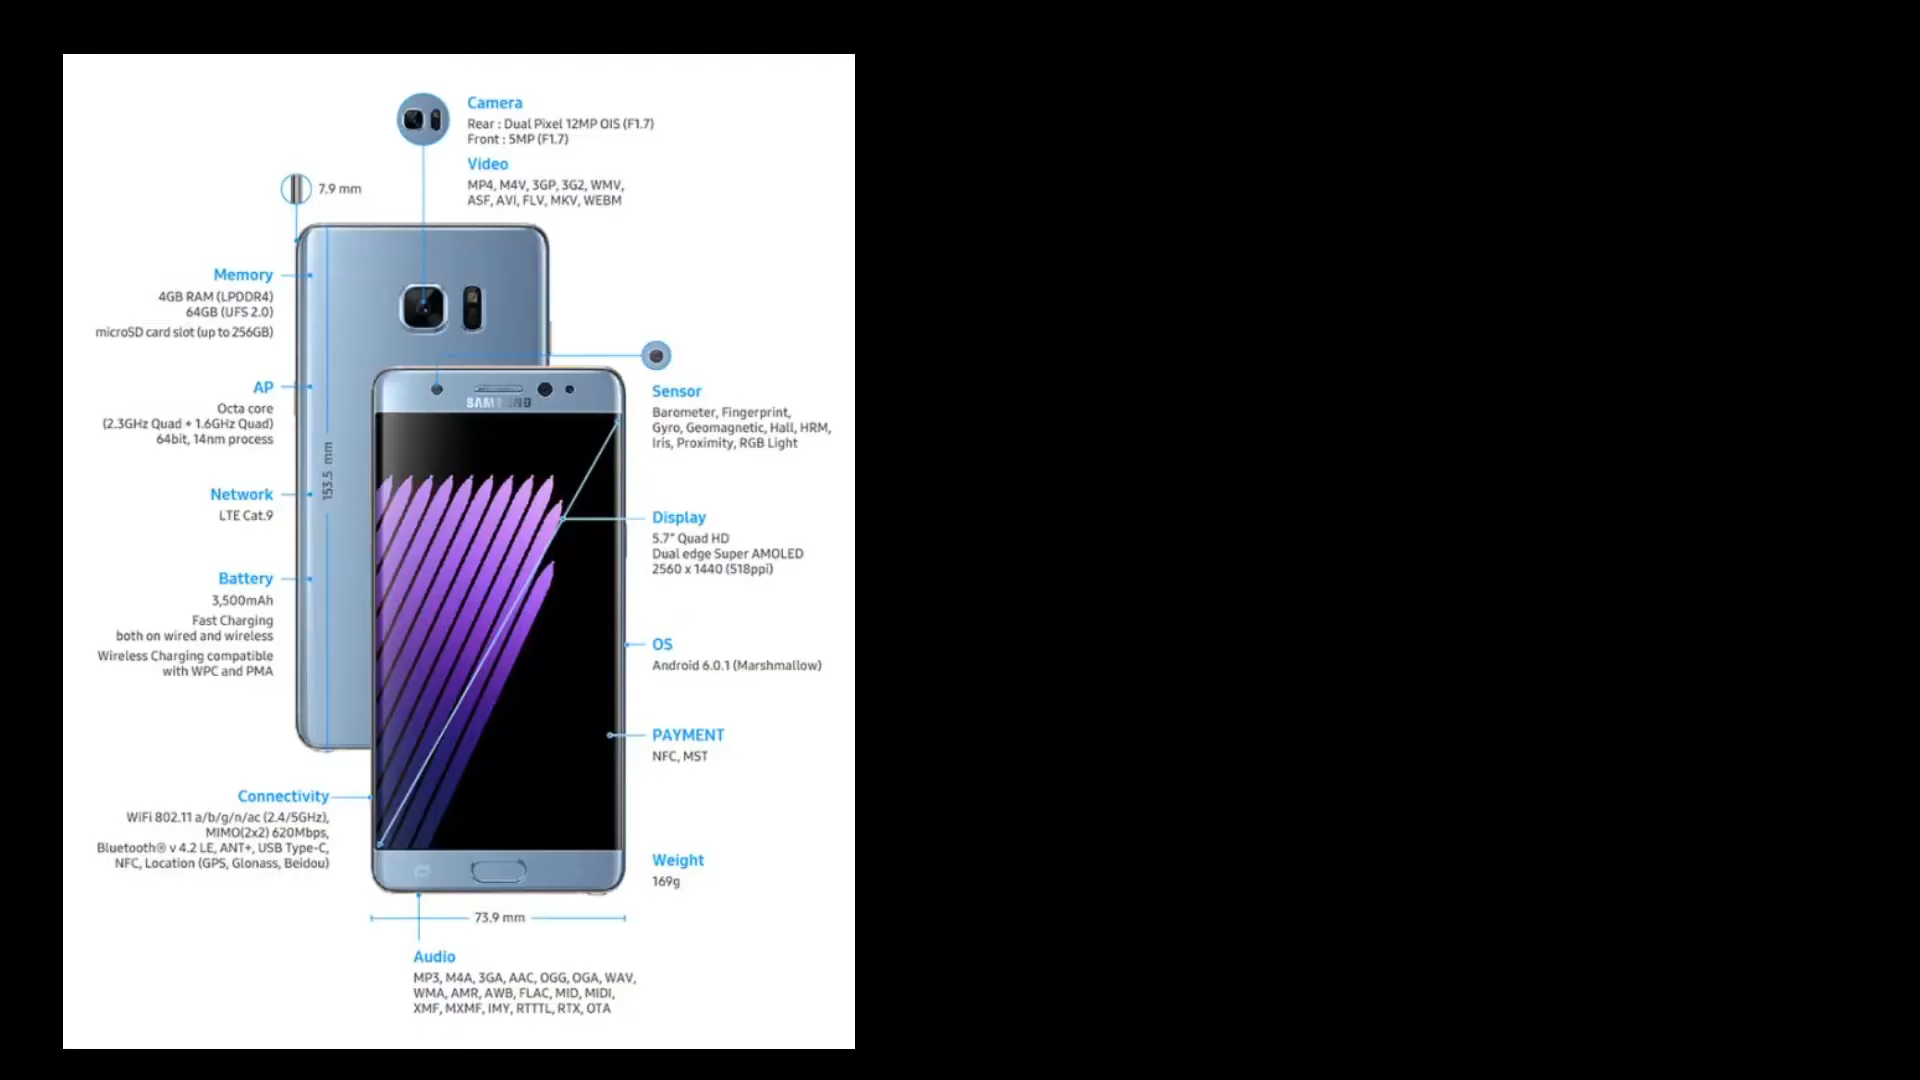 Camera
Rear : Dual Pixel 12MP OIS (F1.7)
Front : 5MP (F1.7)
Video
MP4, M4V, 3GP, 3G2, WMV,
ASF, AVI, FLV, MKV, WEBM
7.9 mm
Memory
4GB RAM (LPDDR4)
64GB (UFS 2.0)
microSD card slot (up to 256GB)
AP
Octa core
(2.3GHz Quad + 1.6GHz Quad)
64bit, 14nm process
Network
LTE Cat.9
Battery
3,500mAh
Fast Charging
both on wired and wireless
Wireless Charging compatible
with WPC and PMA
Connectivity
WiFi 802.11 a/b/g/n/ac (2.4/5GHz),
MIMO(2x2) 620Mbps,
Bluetooth® v 4.2 LE, ANT+, USB Type-C,
NFC, Location (GPS, Glonass, Beidou)
153.5 mm
SAMSUNG
Sensor
Barometer, Fingerprint,
Gyro, Geomagnetic, Hall, HRM,
Iris, Proximity, RGB Light
Display
5.7" Quad HD
Dual edge Super AMOLED
2560 x 1440 (518ppi)
OS
Android 6.0.1 (Marshmallow)
PAYMENT
NFC, MST
Weight
169g
73.9 mm
Audio
MP3, M4A, 3GA, AAC, OGG, OGA, WAV,
WMA, AMR, AWB, FLAC, MID, MIDI,
XMF, MXMF, IMY, RTTTL, RTX, OTA